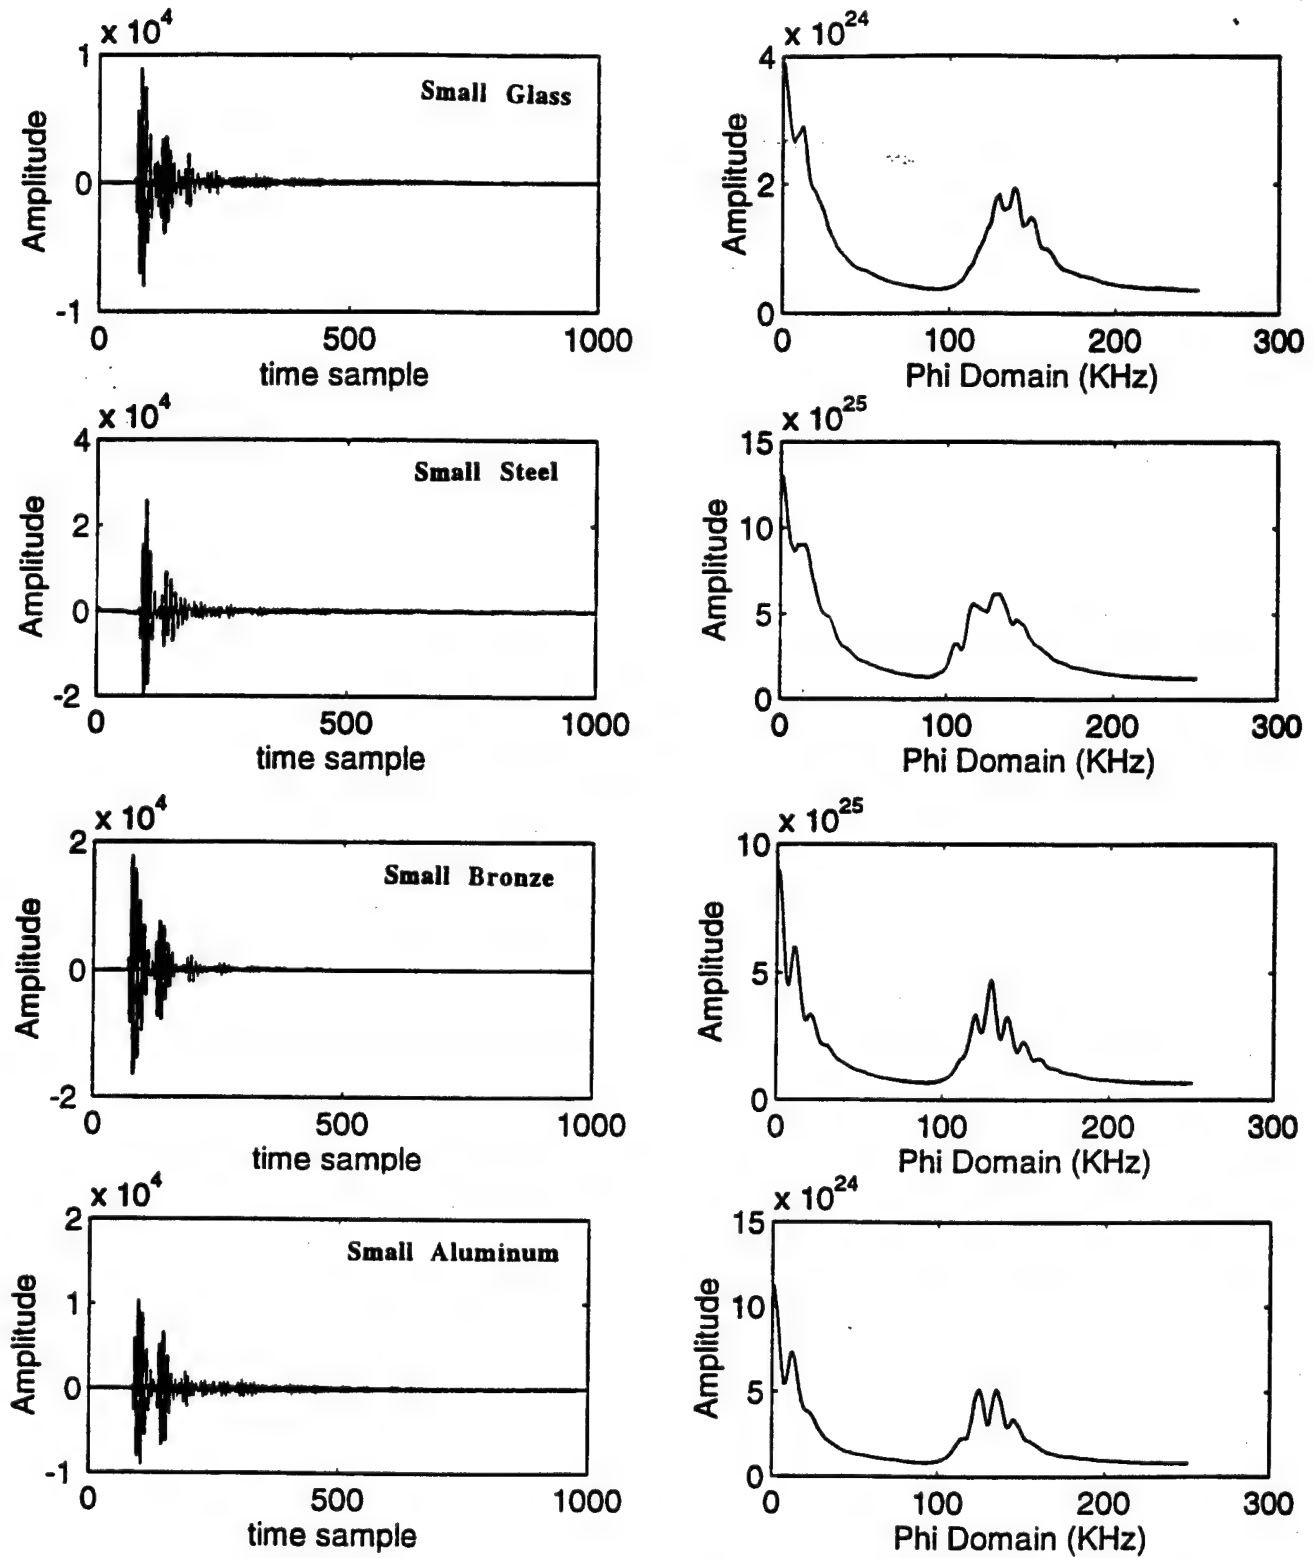 x 10^4
1
0
-1
Amplitude
Small Glass
0 500 1000
time sample
x 10^24
4
2
0
Amplitude
0 100 200 300
Phi Domain (KHz)
x 10^4
4
2
0
-2
Amplitude
Small Steel
0 500 1000
time sample
x 10^25
15
10
5
0
Amplitude
0 100 200 300
Phi Domain (KHz)
x 10^4
2
0
-2
Amplitude
Small Bronze
0 500 1000
time sample
x 10^25
10
5
0
Amplitude
0 100 200 300
Phi Domain (KHz)
x 10^4
2
1
0
-1
Amplitude
Small Aluminum
0 500 1000
time sample
x 10^24
15
10
5
0
Amplitude
0 100 200 300
Phi Domain (KHz)